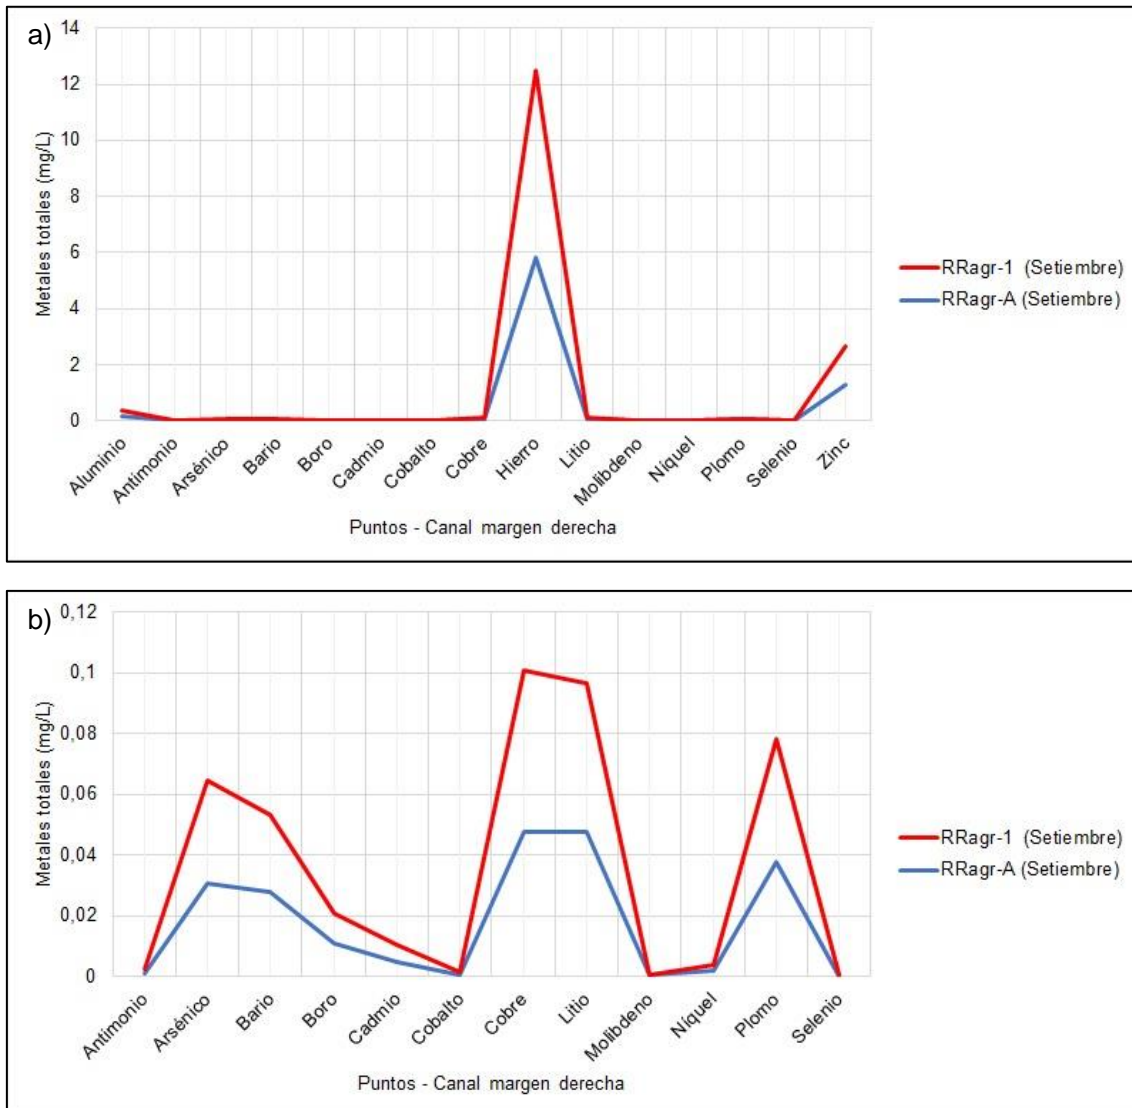 a)
14
12
10
8
6
4
2
0
Metales totales (mg/L)
Aluminio
Antimonio
Arsénico
Bario
Boro
Cadmio
Cobalto
Cobre
Hierro
Litio
Molibdeno
Níquel
Plomo
Selenio
Zinc
Puntos - Canal margen derecha
RRagr-1 (Setiembre)
RRagr-A (Setiembre)
b)
0,12
0,1
0,08
0,06
0,04
0,02
0
Metales totales (mg/L)
Antimonio
Arsénico
Bario
Boro
Cadmio
Cobalto
Cobre
Litio
Molibdeno
Níquel
Plomo
Selenio
Puntos - Canal margen derecha
RRagr-1 (Setiembre)
RRagr-A (Setiembre)